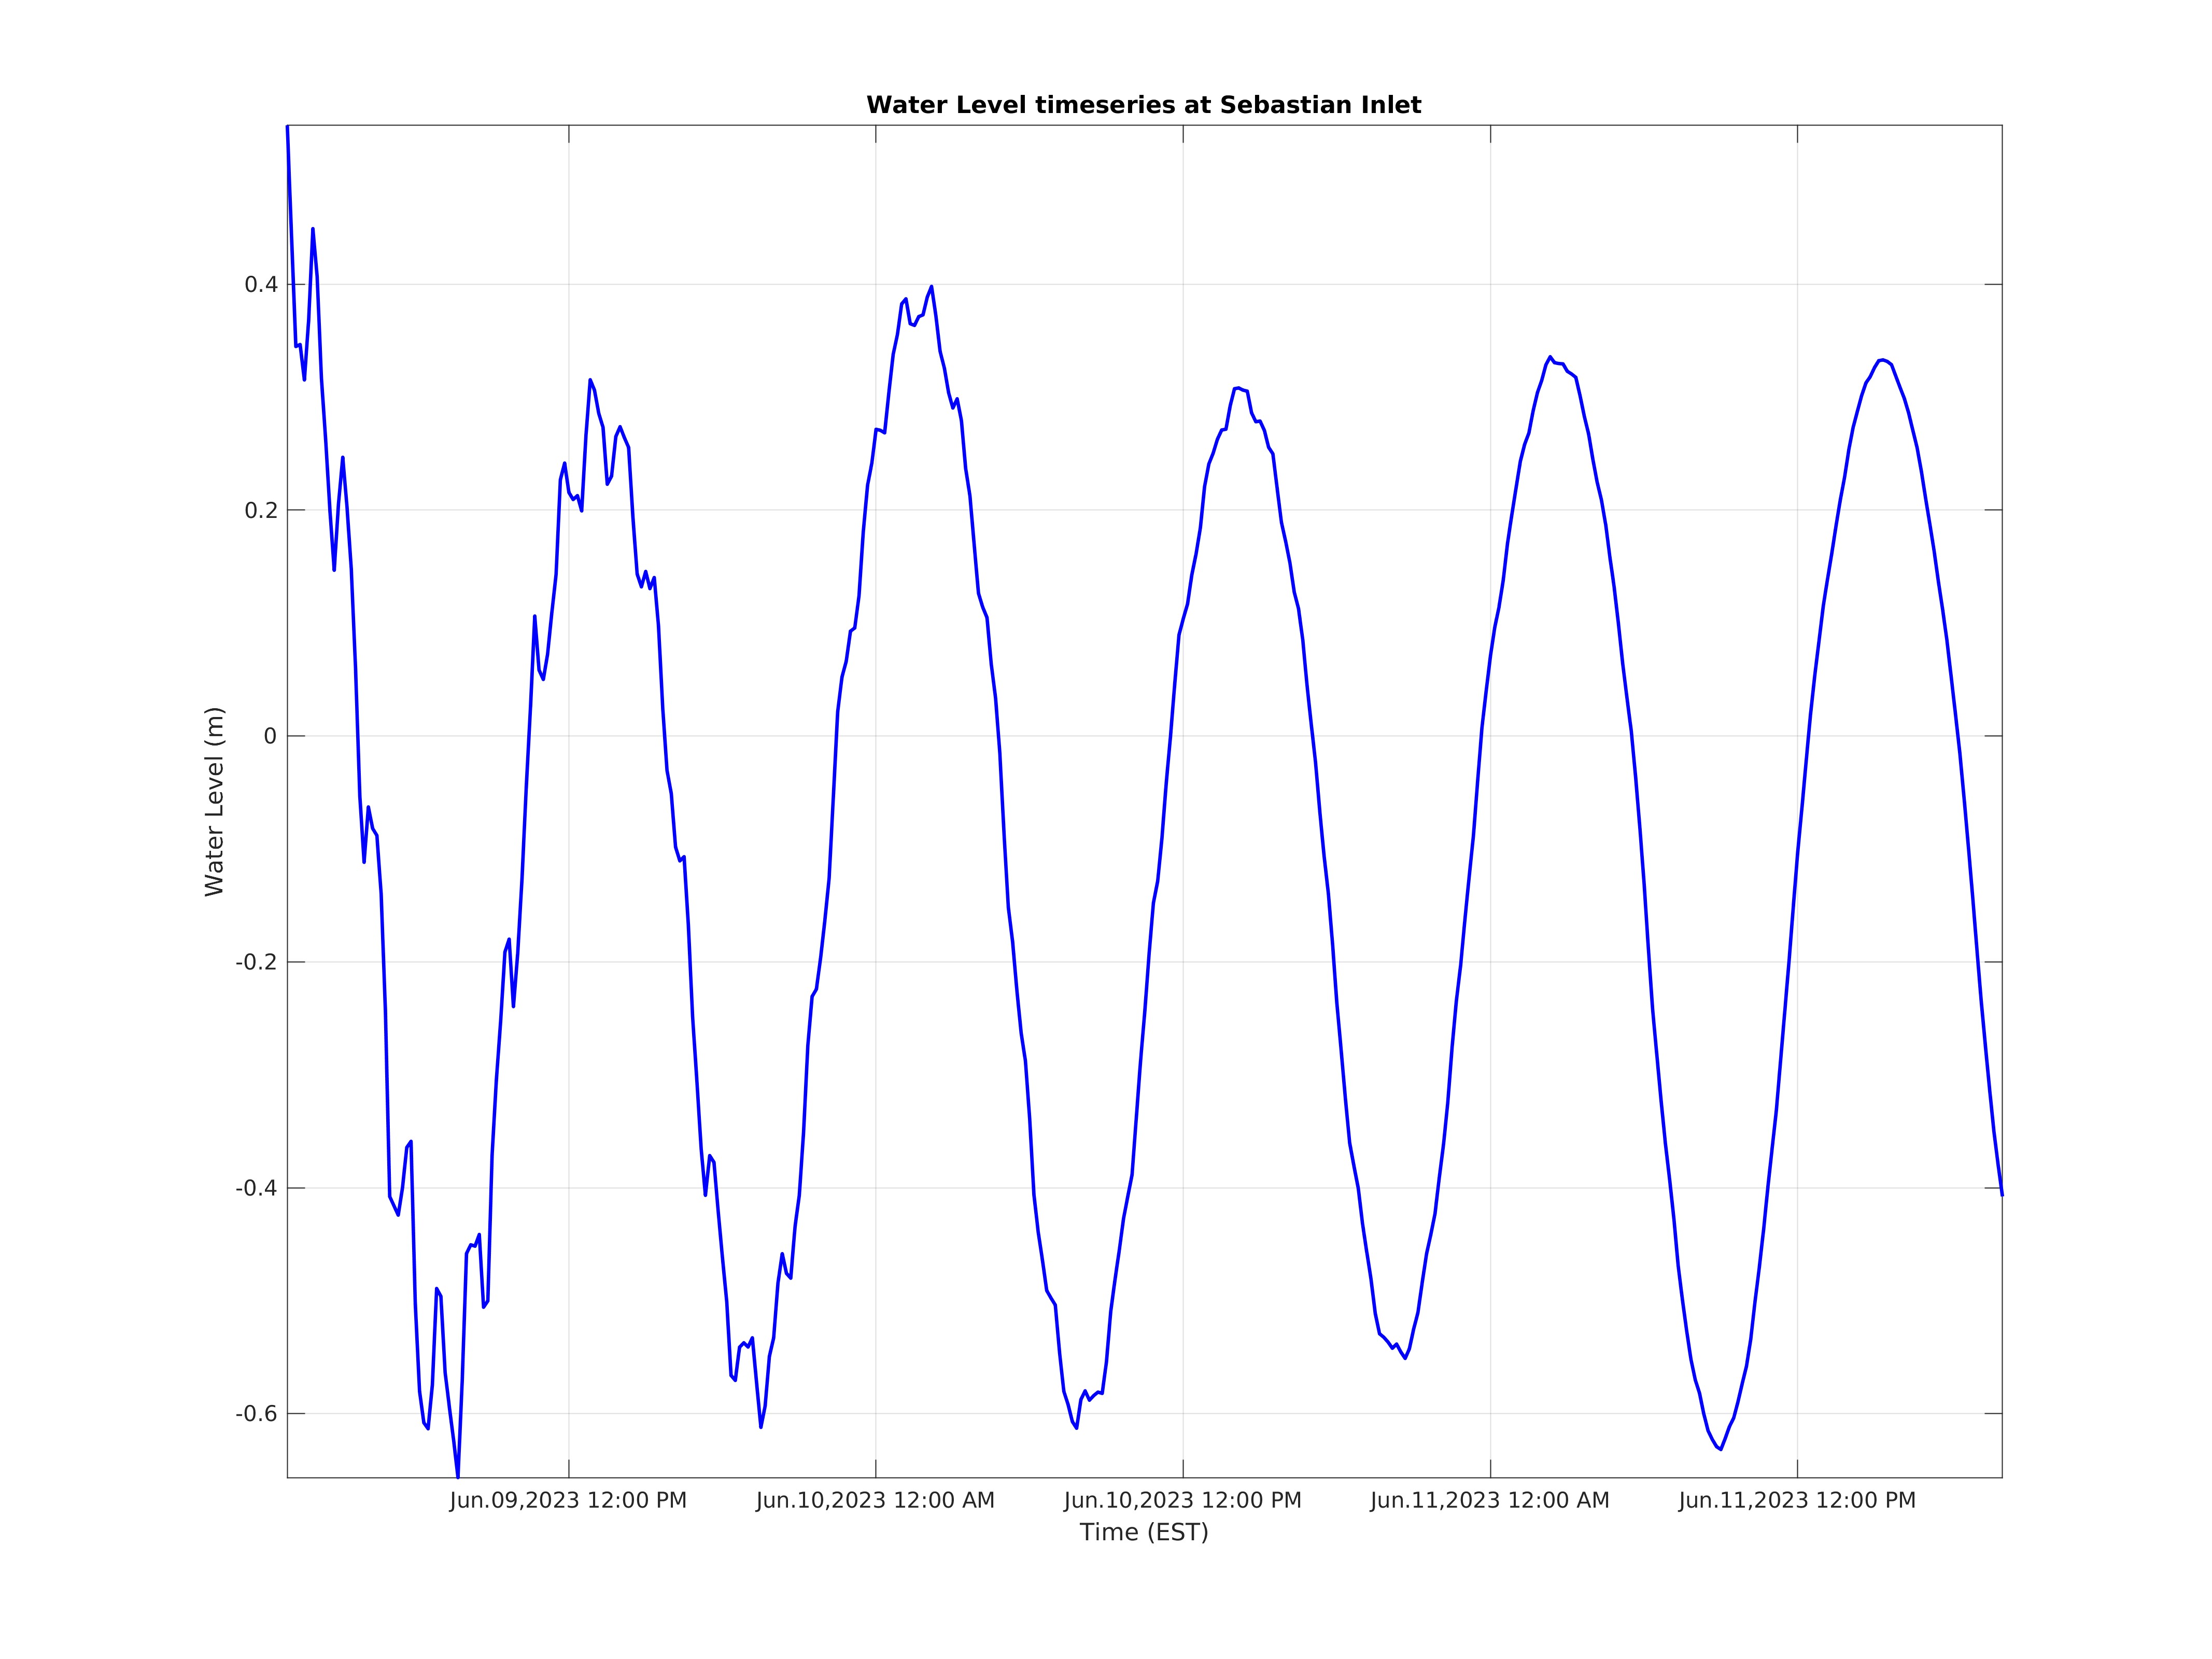 Water Level timeseries at Sebastian Inlet
0.4
0.2
0
-0.2
-0.4
-0.6
Water Level (m)
Jun.09,2023 12:00 PM
Jun.10,2023 12:00 AM
Jun.10,2023 12:00 PM
Jun.11,2023 12:00 AM
Jun.11,2023 12:00 PM
Time (EST)